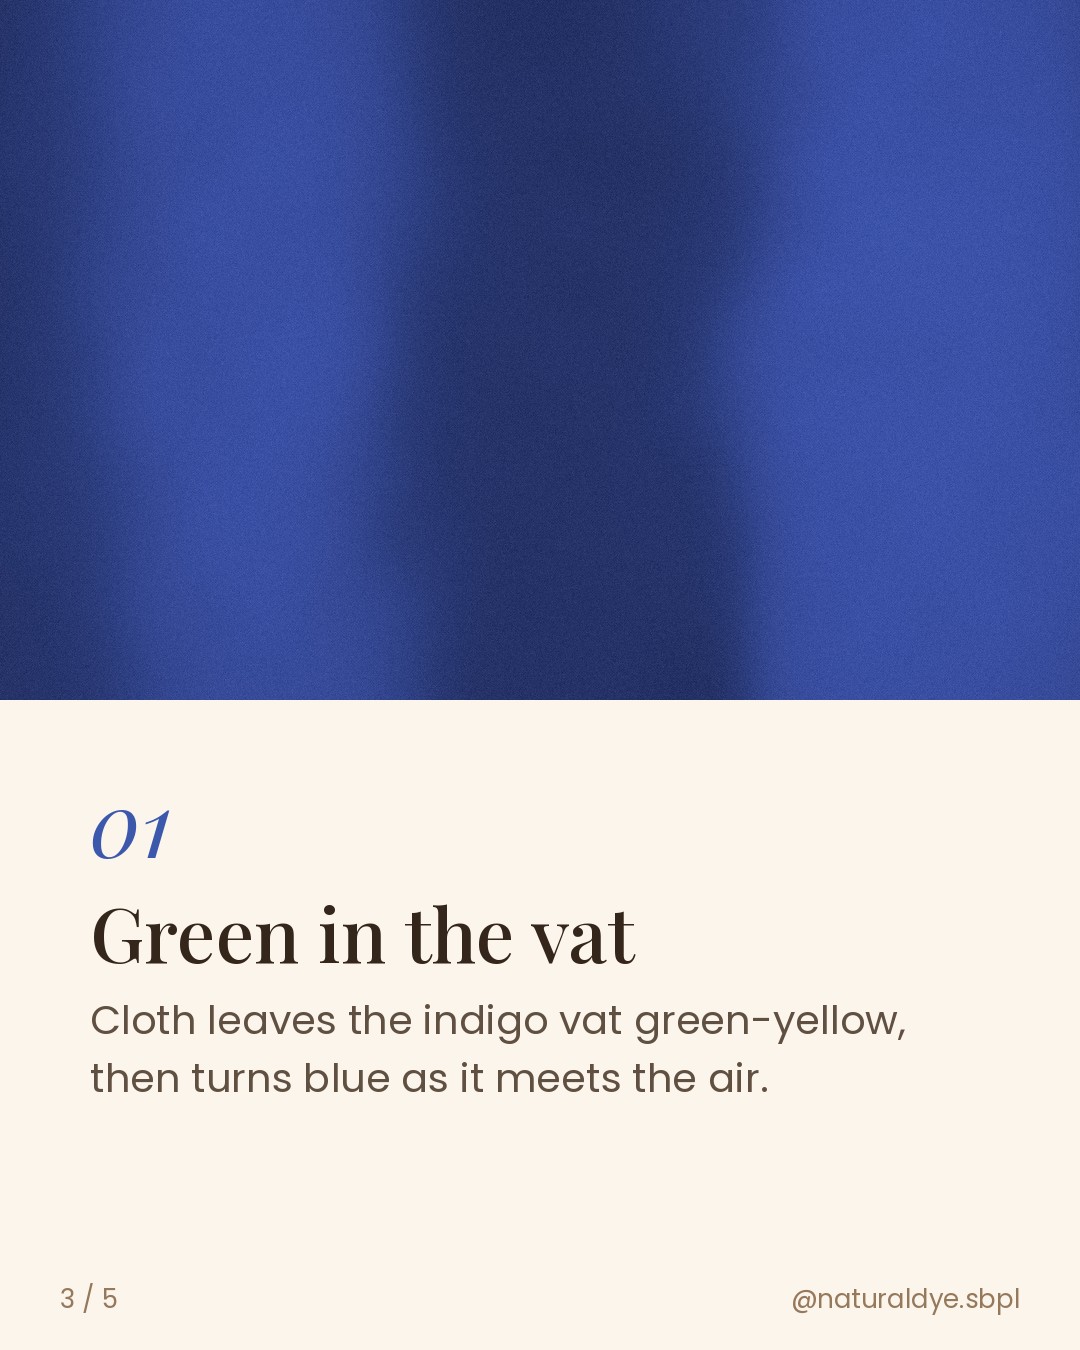 01
Green in the vat
Cloth leaves the indigo vat green-yellow,
then turns blue as it meets the air.
3 / 5
@naturaldye.sbpl